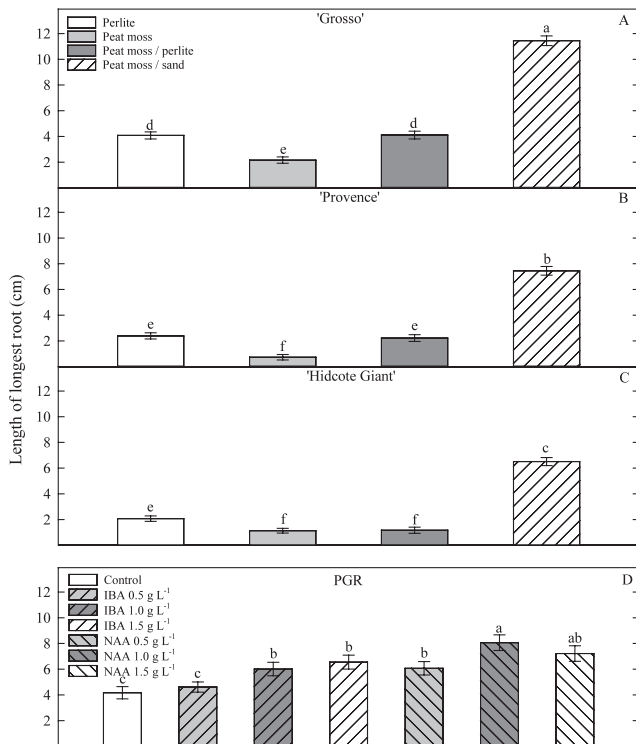 'Grosso'
A
Perlite
Peat moss
Peat moss / perlite
Peat moss / sand
12
10
8
6
4
2
d
e
d
a
'Provence'
B
12
10
8
6
4
2
e
f
e
b
'Hidcote Giant'
C
12
10
8
6
4
2
e
f
f
c
Length of longest root (cm)
PGR
D
Control
IBA 0.5 g L⁻¹
IBA 1.0 g L⁻¹
IBA 1.5 g L⁻¹
NAA 0.5 g L⁻¹
NAA 1.0 g L⁻¹
NAA 1.5 g L⁻¹
12
10
8
6
4
2
c
c
b
b
b
a
ab